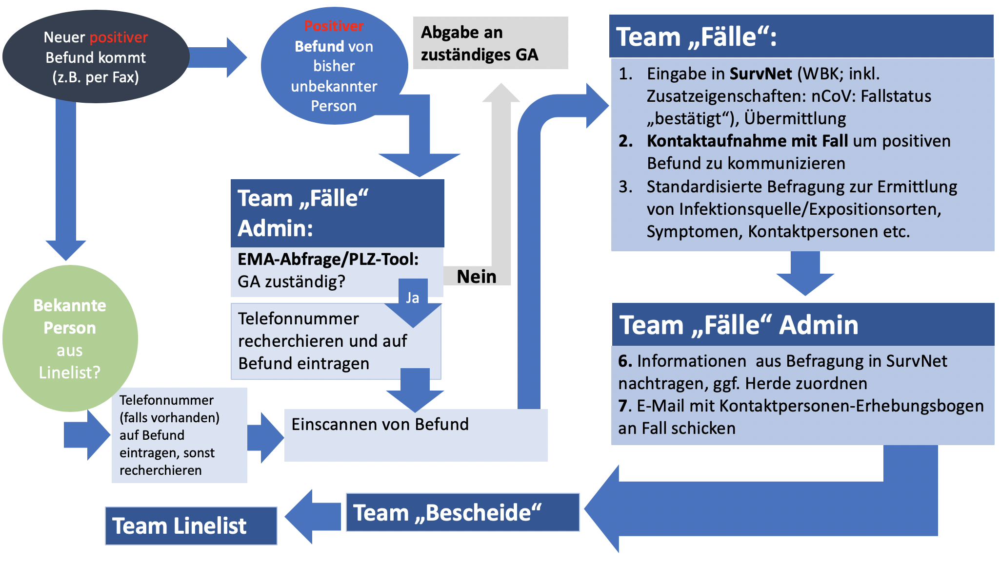 Neuer positiver
Befund kommt
(z.B. per Fax)
Positiver
Befund von
bisher
unbekannter
Person
Abgabe an
zuständiges GA
Team „Fälle“:
1. Eingabe in SurvNet (WBK; inkl.
Zusatzeigenschaften: nCoV: Fallstatus
„bestätigt“), Übermittlung
2. Kontaktaufnahme mit Fall um positiven
Befund zu kommunizieren
3. Standardisierte Befragung zur Ermittlung
von Infektionsquelle/Expositionsorten,
Symptomen, Kontaktpersonen etc.
Team „Fälle“
Admin:
EMA-Abfrage/PLZ-Tool:
GA zuständig?
Nein
Ja
Telefonnummer
recherchieren und auf
Befund eintragen
Bekannte
Person
aus
Linelist?
Telefonnummer
(falls vorhanden)
auf Befund
eintragen, sonst
recherchieren
Einscannen von Befund
Team „Fälle“ Admin
6. Informationen  aus Befragung in SurvNet
nachtragen, ggf. Herde zuordnen
7. E-Mail mit Kontaktpersonen-Erhebungsbogen
an Fall schicken
Team „Bescheide“
Team Linelist